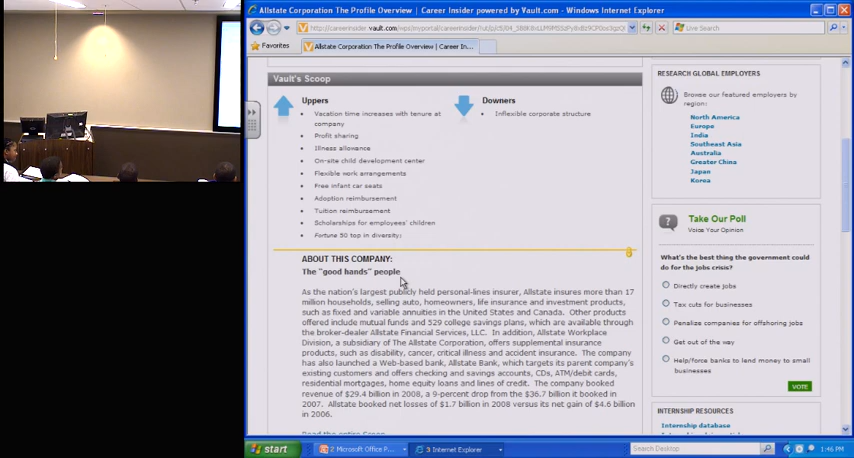 Allstate Corporation The Profile Overview | Career Insider powered by Vault.com - Windows Internet Explorer
Live Search
Favorites
Allstate Corporation The Profile Overview | Career In...
Vault's Scoop
Uppers
Vacation time increases with tenure at
company
Profit sharing
Illness allowance
On-site child development center
Flexible work arrangements
Free infant car seats
Adoption reimbursement
Tuition reimbursement
Scholarships for employees' children
Fortune 50 top in diversity;
Downers
Inflexible corporate structure
ABOUT THIS COMPANY:
The "good hands" people
As the nation's largest publicly held personal-lines insurer, Allstate insures more than 17
million households, selling auto, homeowners, life insurance and investment products,
such as fixed and variable annuities in the United States and Canada. Other products
offered include mutual funds and 529 college savings plans, which are available through
the broker-dealer Allstate Financial Services, LLC. In addition, Allstate Workplace
Division, a subsidiary of The Allstate Corporation, offers supplemental insurance
products, such as disability, cancer, critical illness and accident insurance. The company
has also launched a Web-based bank, Allstate Bank, which targets its parent company's
existing customers and offers checking and savings accounts, CDs, ATM/debit cards,
residential mortgages, home equity loans and lines of credit. The company booked
revenue of $29.4 billion in 2008, a 9-percent drop from the $36.7 billion it booked in
2007. Allstate booked net losses of $1.7 billion in 2008 versus its net gain of $4.6 billion
in 2006.
Read the entire Scoop
RESEARCH GLOBAL EMPLOYERS
Browse our featured employers by
region:
North America
Europe
India
Southeast Asia
Australia
Greater China
Japan
Korea
Take Our Poll
Voice Your Opinion
What's the best thing the government could
do for the jobs crisis?
Directly create jobs
Tax cuts for businesses
Penalize companies for offshoring jobs
Get out of the way
Help/force banks to lend money to small
businesses
VOTE
INTERNSHIP RESOURCES
Internship database
start
2 Microsoft Office P...
3 Internet Explorer
Search Desktop
1:46 PM